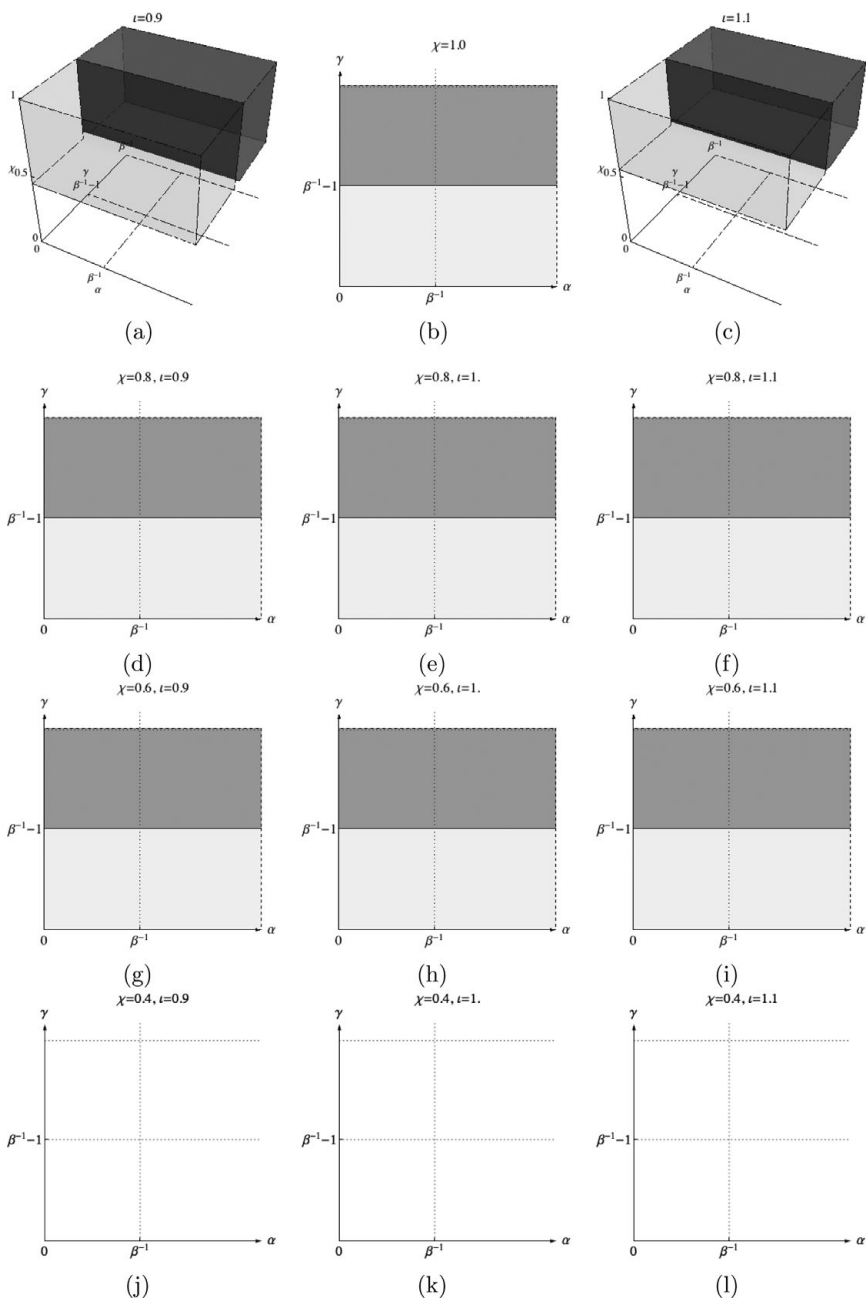 ι=0.9
1
χ 0.5
0
0
γ
β⁻¹−1
β⁻¹
β⁻¹
α
(a)
χ=1.0
γ
β⁻¹−1
0
β⁻¹
α
(b)
ι=1.1
1
χ 0.5
0
0
γ
β⁻¹−1
β⁻¹
β⁻¹
α
(c)
χ=0.8, ι=0.9
γ
β⁻¹−1
0
β⁻¹
α
(d)
χ=0.8, ι=1.
γ
β⁻¹−1
0
β⁻¹
α
(e)
χ=0.8, ι=1.1
γ
β⁻¹−1
0
β⁻¹
α
(f)
χ=0.6, ι=0.9
γ
β⁻¹−1
0
β⁻¹
α
(g)
χ=0.6, ι=1.
γ
β⁻¹−1
0
β⁻¹
α
(h)
χ=0.6, ι=1.1
γ
β⁻¹−1
0
β⁻¹
α
(i)
χ=0.4, ι=0.9
γ
β⁻¹−1
0
β⁻¹
α
(j)
χ=0.4, ι=1.
γ
β⁻¹−1
0
β⁻¹
α
(k)
χ=0.4, ι=1.1
γ
β⁻¹−1
0
β⁻¹
α
(l)